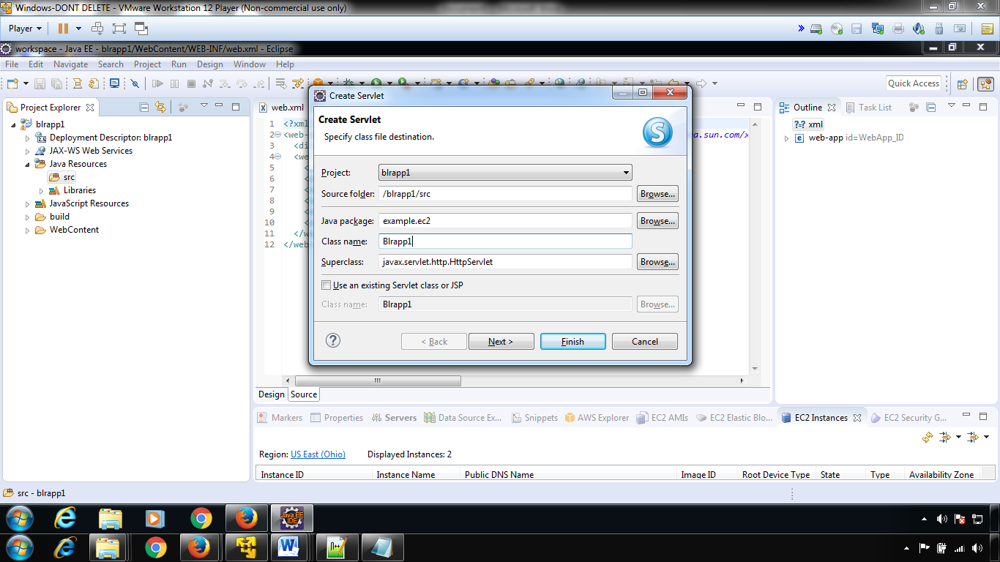 Windows-DONT DELETE - VMware Workstation 12 Player (Non-commercial use only)
Player
workspace - Java EE - blrapp1/WebContent/WEB-INF/web.xml - Eclipse
File Edit Navigate Search Project Run Design Window Help
Quick Access
Project Explorer
blrapp1
Deployment Descriptor: blrapp1
JAX-WS Web Services
Java Resources
src
Libraries
JavaScript Resources
build
WebContent
web.xml
1 <?xml
2 <web- a.sun.com/x
3 <di
4 <we
5 <
6 <
7 <
8 <
9 <
10 <
11 </w
12 </web
Design Source
Create Servlet
Create Servlet
Specify class file destination.
S
Project: blrapp1
Source folder: /blrapp1/src Browse...
Java package: example.ec2 Browse...
Class name: Blrapp1
Superclass: javax.servlet.http.HttpServlet Browse...
Use an existing Servlet class or JSP
Class name: Blrapp1 Browse...
? < Back Next > Finish Cancel
Outline Task List
?-? xml
e web-app id=WebApp_ID
Markers Properties Servers Data Source Ex... Snippets AWS Explorer EC2 AMIs EC2 Elastic Blo... EC2 Instances EC2 Security G...
Region: US East (Ohio) Displayed Instances: 2
Instance ID Instance Name Public DNS Name Image ID Root Device Type State Type Availability Zone
src - blrapp1
Java EE
IDE